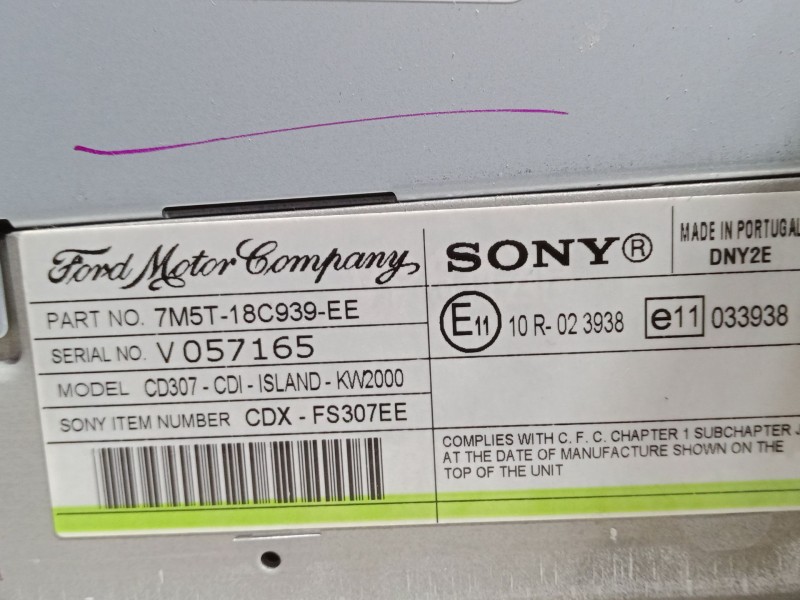 Ford Motor Company
PART NO. 7M5T-18C939-EE
SERIAL NO. V 057165
MODEL CD307 - CDI - ISLAND - KW2000
SONY ITEM NUMBER CDX - FS307EE
SONY®
MADE IN PORTUGAL
DNY2E
E11 10 R- 02 3938 e11 033938
COMPLIES WITH C. F. C. CHAPTER 1 SUBCHAPTER J
AT THE DATE OF MANUFACTURE SHOWN ON THE
TOP OF THE UNIT